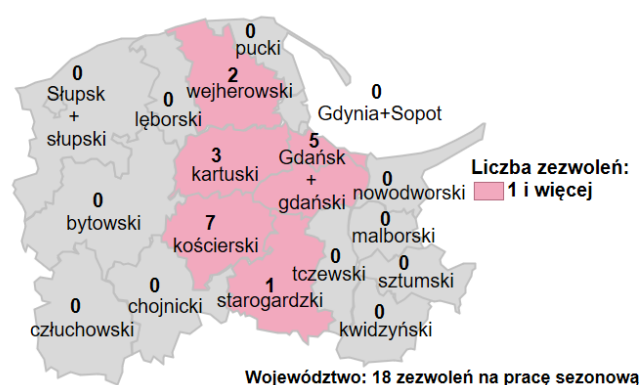 0
pucki
2
wejherowski
0
Słupsk
+
słupski
0
lęborski
0
Gdynia+Sopot
3
kartuski
5
Gdańsk
+
gdański
0
nowodworski
Liczba zezwoleń:
1 i więcej
0
bytowski
7
kościerski
0
malborski
0
tczewski
0
sztumski
0
człuchowski
0
chojnicki
1
starogardzki
0
kwidzyński
Województwo: 18 zezwoleń na pracę sezonową